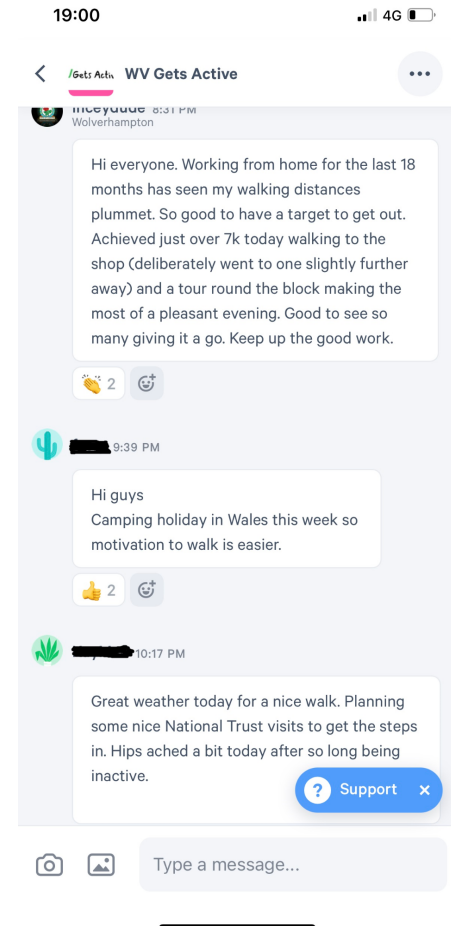 19:00
4G
Gets Activ WV Gets Active
8:31 PM
Wolverhampton
Hi everyone. Working from home for the last 18
months has seen my walking distances
plummet. So good to have a target to get out.
Achieved just over 7k today walking to the
shop (deliberately went to one slightly further
away) and a tour round the block making the
most of a pleasant evening. Good to see so
many giving it a go. Keep up the good work.
2
9:39 PM
Hi guys
Camping holiday in Wales this week so
motivation to walk is easier.
2
10:17 PM
Great weather today for a nice walk. Planning
some nice National Trust visits to get the steps
in. Hips ached a bit today after so long being
inactive.
? Support ×
Type a message...